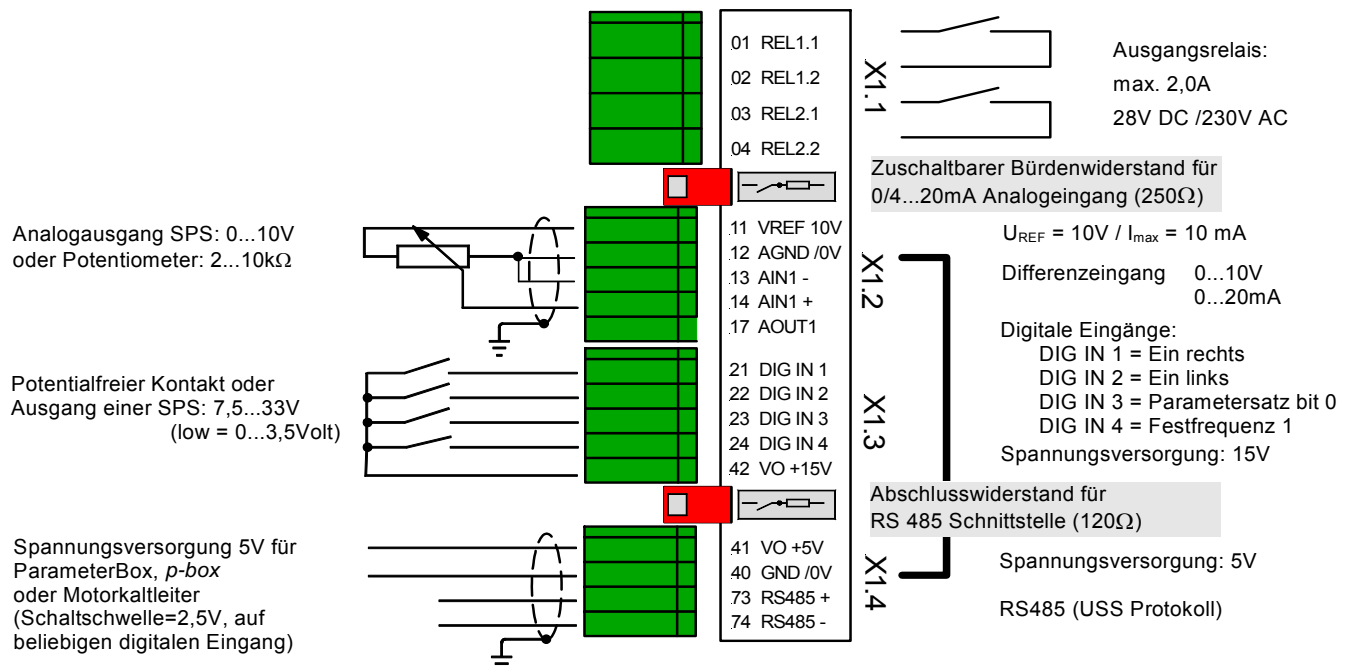 01 REL1.1
02 REL1.2
03 REL2.1
04 REL2.2
X1.1
Ausgangsrelais:
max. 2,0A
28V DC /230V AC
Zuschaltbarer Bürdenwiderstand für
0/4...20mA Analogeingang (250Ω)
Analogausgang SPS: 0...10V
oder Potentiometer: 2...10kΩ
11 VREF 10V
12 AGND /0V
13 AIN1 -
14 AIN1 +
17 AOUT1
X1.2
UREF = 10V / Imax = 10 mA
Differenzeingang 0...10V
0...20mA
Digitale Eingänge:
DIG IN 1 = Ein rechts
DIG IN 2 = Ein links
DIG IN 3 = Parametersatz bit 0
DIG IN 4 = Festfrequenz 1
Spannungsversorgung: 15V
Potentialfreier Kontakt oder
Ausgang einer SPS: 7,5...33V
(low = 0...3,5Volt)
21 DIG IN 1
22 DIG IN 2
23 DIG IN 3
24 DIG IN 4
42 VO +15V
X1.3
Abschlusswiderstand für
RS 485 Schnittstelle (120Ω)
Spannungsversorgung 5V für
ParameterBox, p-box
oder Motorkaltleiter
(Schaltschwelle=2,5V, auf
beliebigen digitalen Eingang)
41 VO +5V
40 GND /0V
73 RS485 +
74 RS485 -
X1.4
Spannungsversorgung: 5V
RS485 (USS Protokoll)